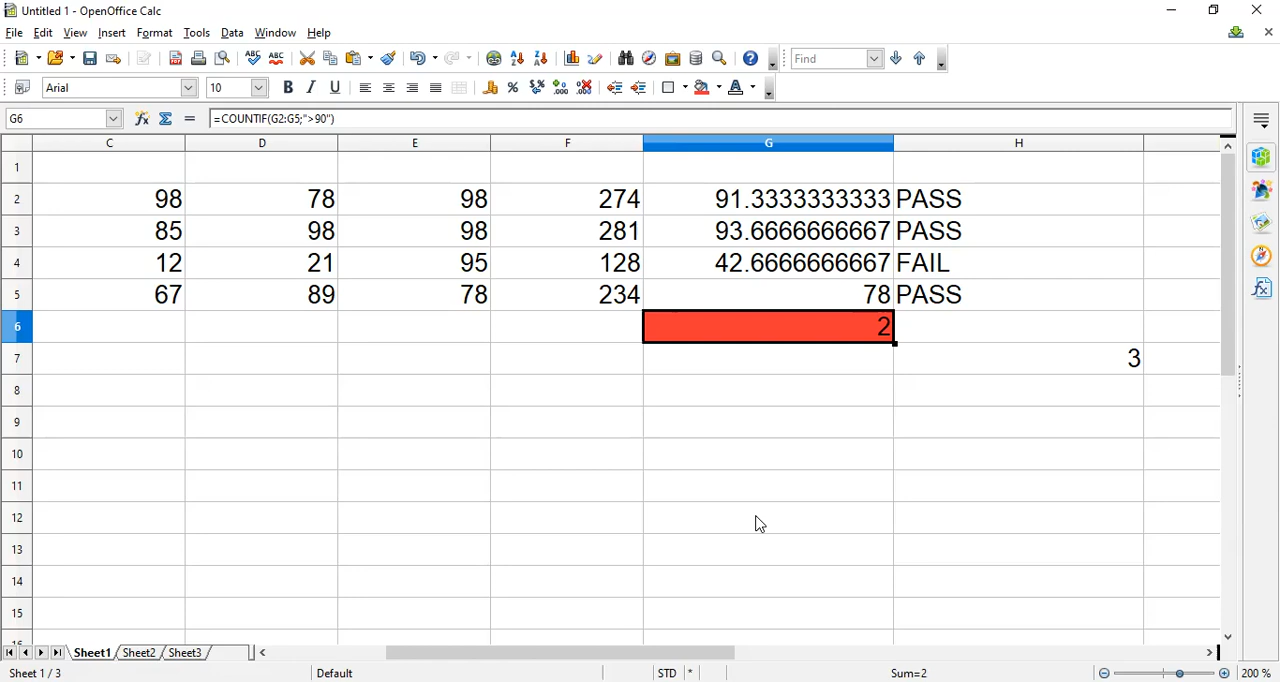 Untitled 1 - OpenOffice Calc
File Edit View Insert Format Tools Data Window Help
Find
Arial 10
G6 =COUNTIF(G2:G5;">90")
C D E F G H
1
2 98 78 98 274 91.3333333333 PASS
3 85 98 98 281 93.6666666667 PASS
4 12 21 95 128 42.6666666667 FAIL
5 67 89 78 234 78 PASS
6 2
7 3
8
9
10
11
12
13
14
15
16
Sheet1 Sheet2 Sheet3
Sheet 1 / 3 Default STD * Sum=2 200 %